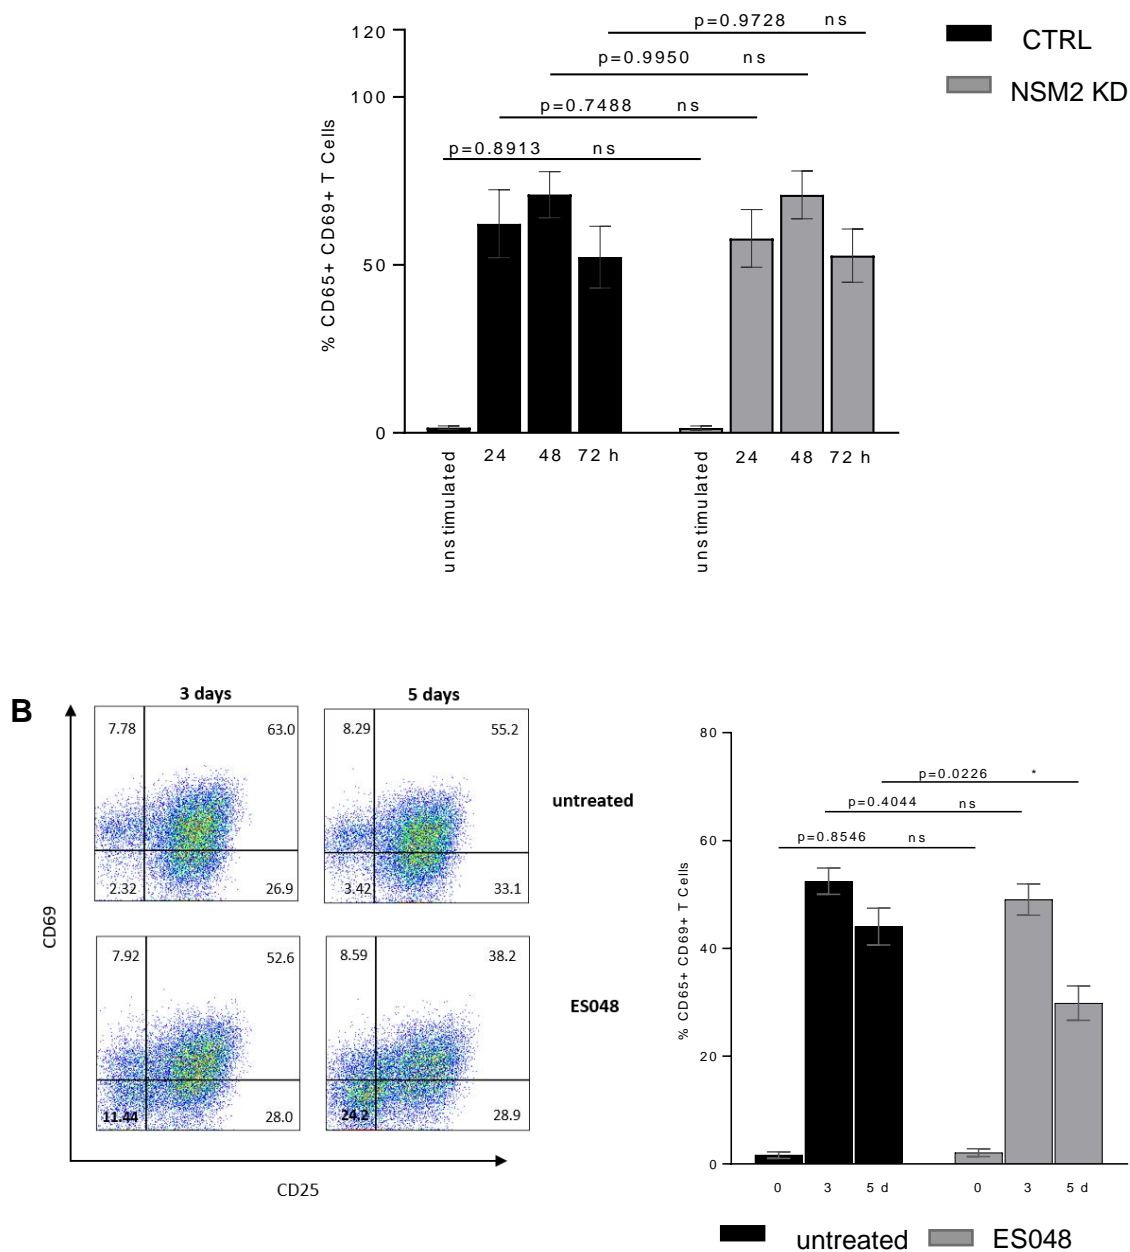 p=0.9728 ns
p=0.9950 ns
p=0.7488 ns
p=0.8913 ns
CTRL
NSM2 KD
% CD65+ CD69+ T Cells
120
100
50
0
unstimulated
24
48
72 h
unstimulated
24
48
72 h
B
3 days
5 days
7.78
63.0
2.32
26.9
8.29
55.2
3.42
33.1
untreated
7.92
52.6
11.44
28.0
8.59
38.2
24.2
28.9
ES048
CD69
CD25
% CD65+ CD69+ T Cells
80
60
40
20
0
p=0.0226 *
p=0.4044 ns
p=0.8546 ns
0
3
5 d
0
3
5 d
untreated
ES048